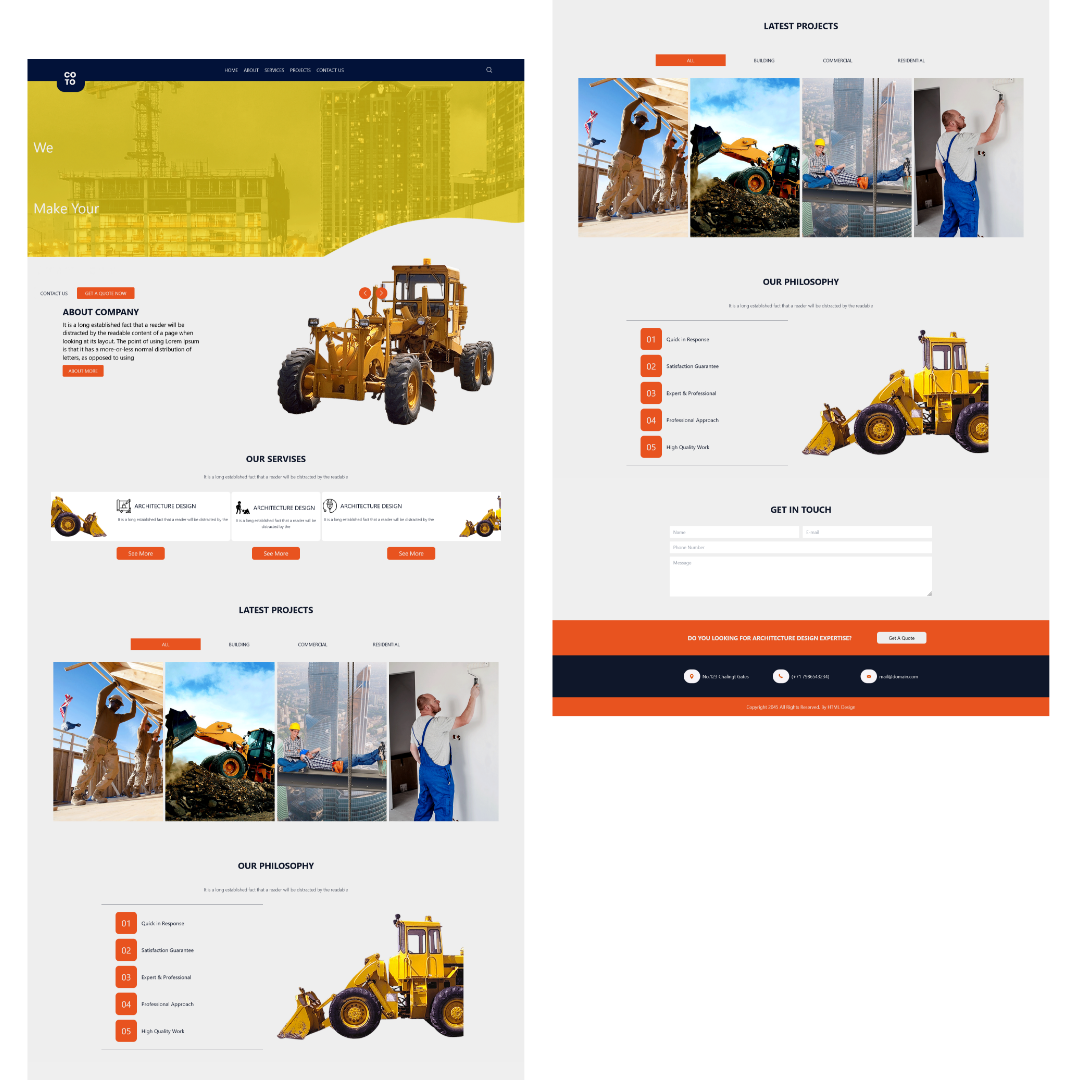 CO
TO
HOME ABOUT SERVICES PROJECTS CONTACT US
We
Make Your
CONTACT US GET A QUOTE NOW
ABOUT COMPANY
It is a long established fact that a reader will be
distracted by the readable content of a page when
looking at its layout. The point of using Lorem Ipsum
is that it has a more-or-less normal distribution of
letters, as opposed to using
ABOUT MORE
OUR SERVISES
It is a long established fact that a reader will be distracted by the readable
ARCHITECTURE DESIGN
It is a long established fact that a reader will be distracted by the
ARCHITECTURE DESIGN
It is a long established fact that a reader will be
distracted by the
ARCHITECTURE DESIGN
It is a long established fact that a reader will be distracted by the
See More See More See More
LATEST PROJECTS
ALL BUILDING COMMERCIAL RESIDENTIAL
OUR PHILOSOPHY
It is a long established fact that a reader will be distracted by the readable
01 Quick in Response
02 Satisfaction Guarantee
03 Expert & Professional
04 Professional Approach
05 High Quality Work
LATEST PROJECTS
ALL BUILDING COMMERCIAL RESIDENTIAL
OUR PHILOSOPHY
It is a long established fact that a reader will be distracted by the readable
01 Quick in Response
02 Satisfaction Guarantee
03 Expert & Professional
04 Professional Approach
05 High Quality Work
GET IN TOUCH
Name E-mail
Phone Number
Message
DO YOU LOOKING FOR ARCHITECTURE DESIGN EXPERTISE? Get A Quote
No.123 Chalingt Gates mail@domain.com
Copyright All Rights Reserved. By HTML Design